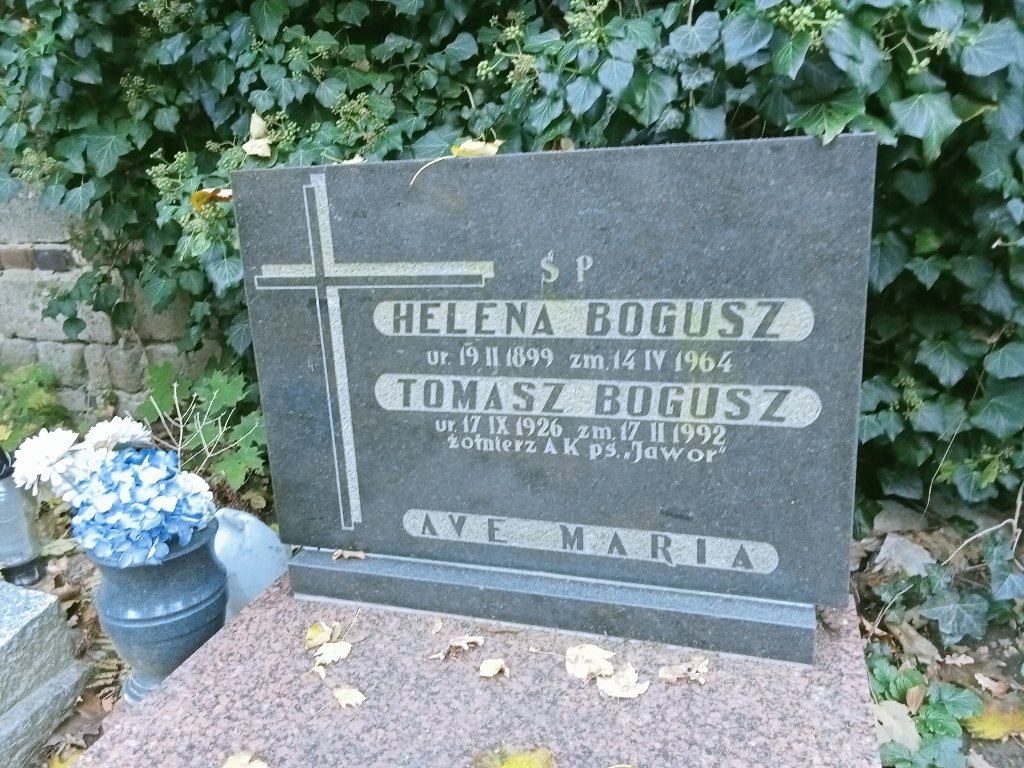 Ś P
HELENA BOGUSZ
ur. 19 II 1899 zm. 14 IV 1964
TOMASZ BOGUSZ
ur. 17 IX 1926 zm. 17 II 1992
żołnierz AK ps. „Jawor”
AVE MARIA